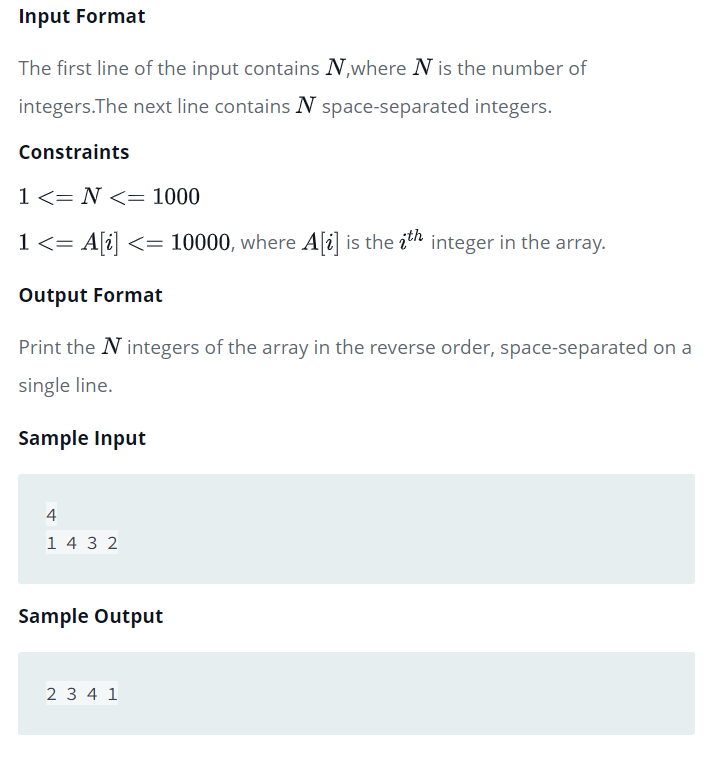 Input Format
The first line of the input contains N,where N is the number of
integers.The next line contains N space-separated integers.
Constraints
1 <= N <= 1000
1 <= A[i] <= 10000, where A[i] is the i^th integer in the array.
Output Format
Print the N integers of the array in the reverse order, space-separated on a
single line.
Sample Input
4
1 4 3 2
Sample Output
2 3 4 1